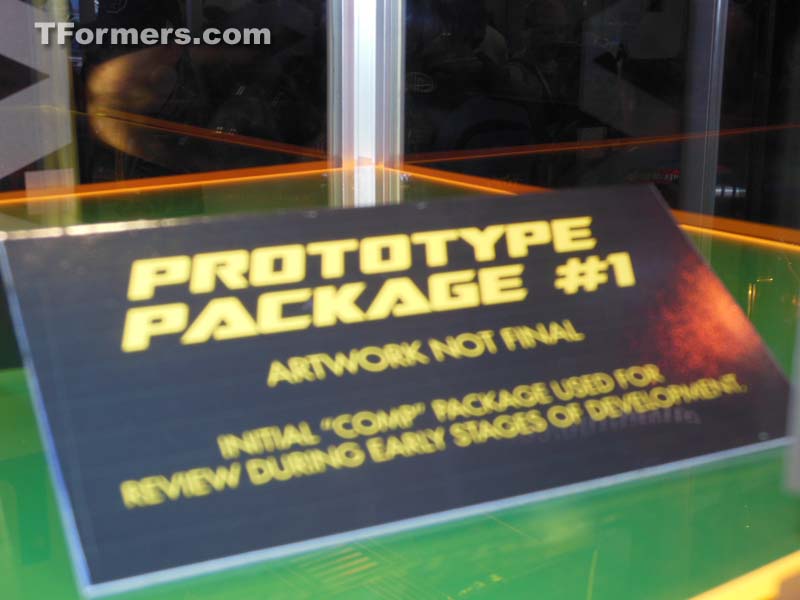 TFormers.com
PROTOTYPE
PACKAGE #1
ARTWORK NOT FINAL
INITIAL "COMP" PACKAGE USED FOR
REVIEW DURING EARLY STAGES OF DEVELOPMENT.